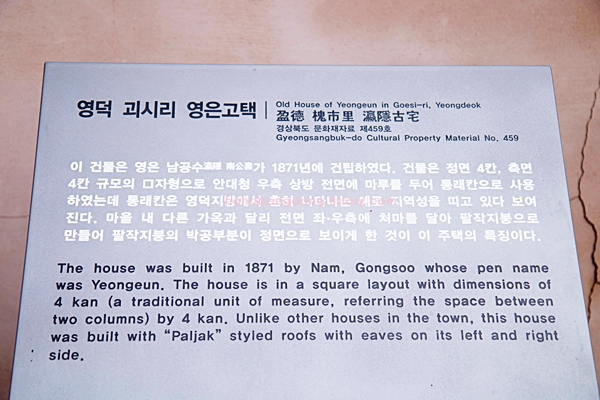 영덕 괴시리 영은고택
Old House of Yeongeun in Goesi-ri, Yeongdeok
盈德 槐市里 瀛隱古宅
경상북도 문화재자료 제459호
Gyeongsangbuk-do Cultural Property Material No. 459
이 건물은 영은 남공수瀛隱 南公壽가 1871년에 건립하였다. 건물은 정면 4칸, 측면
4칸 규모의 ㅁ자형으로 안대청 우측 상방 전면에 마루를 두어 통래칸으로 사용
하였는데 통래칸은 영덕지방에서 흔히 나타나는 예로 지역성을 띠고 있다 보여
진다. 마을 내 다른 가옥과 달리 전면 좌·우측에 처마를 달아 팔작지붕으로
만들어 팔작지붕의 박공부분이 정면으로 보이게 한 것이 이 주택의 특징이다.
The house was built in 1871 by Nam, Gongsoo whose pen name
was Yeongeun. The house is in a square layout with dimensions of
4 kan (a traditional unit of measure, referring the space between
two columns) by 4 kan. Unlike other houses in the town, this house
was built with “Paljak” styled roofs with eaves on its left and right
side.